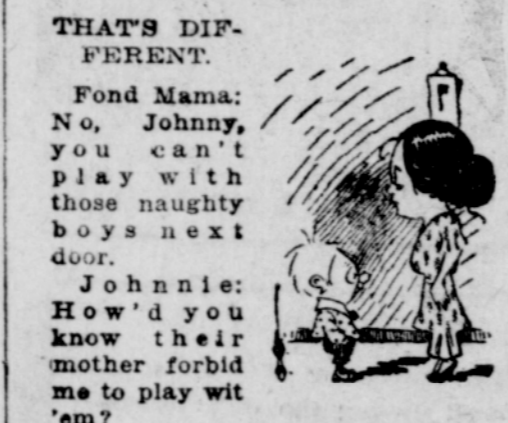 THAT'S DIF-
FERENT.
Fond Mama:
No, Johnny,
you can't
play with
those naughty
boys next
door.
Johnnie:
How'd you
know their
mother forbid
me to play wit
'em?